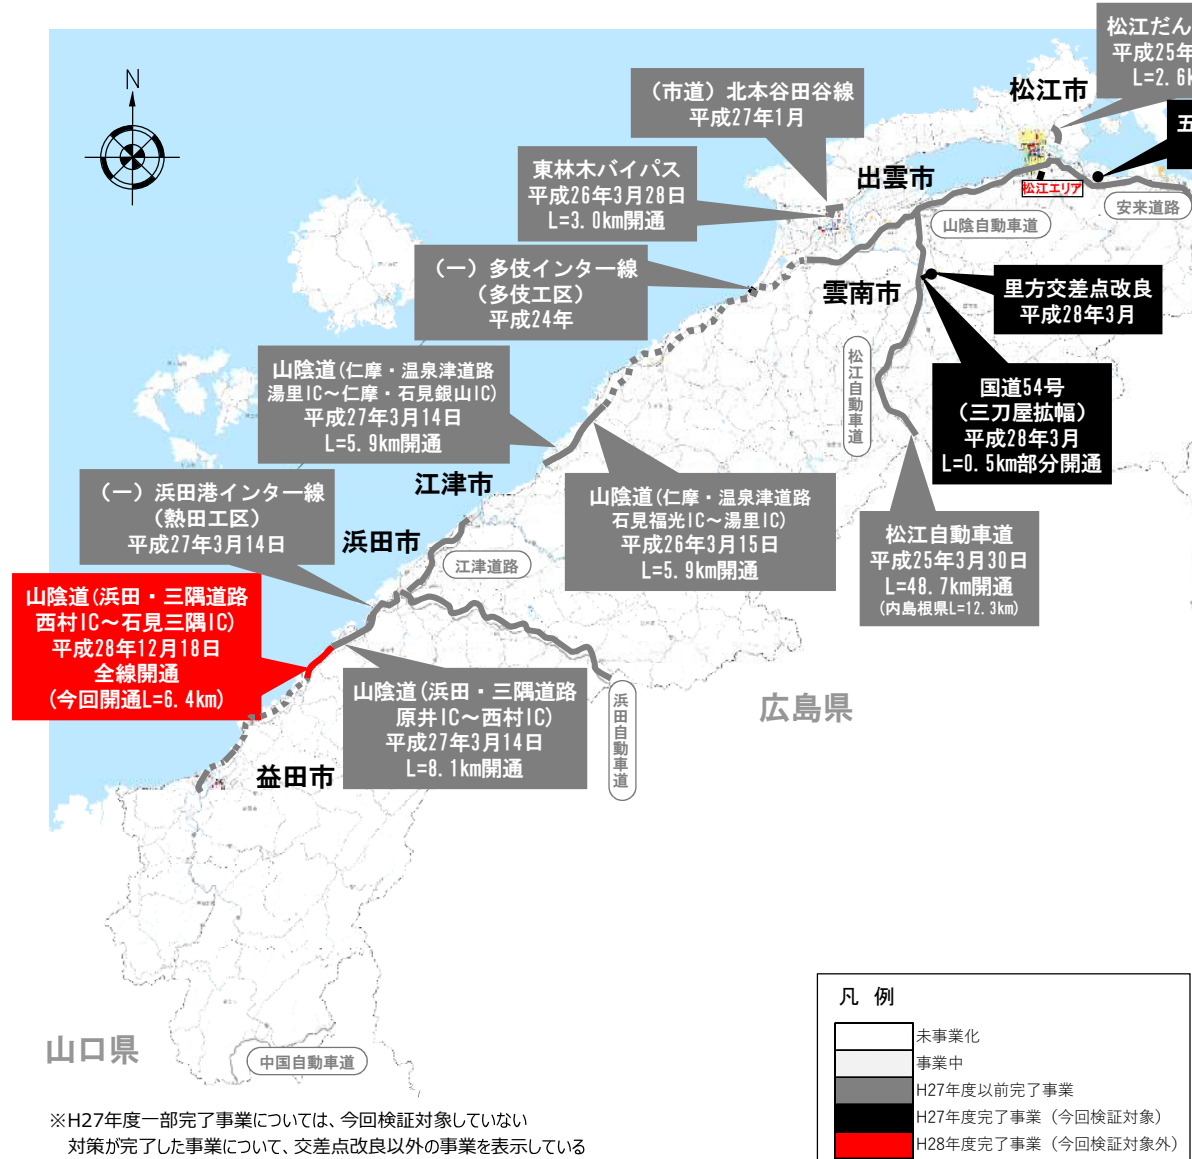 N
松江だん
平成25年
L=2.6k
松江市
(市道)北本谷田谷線
平成27年1月
五
東林木バイパス
平成26年3月28日
L=3.0km開通
出雲市
松江エリア
安来道路
山陰自動車道
(一)多伎インター線
(多伎工区)
平成24年
雲南市
里方交差点改良
平成28年3月
山陰道(仁摩・温泉津道路
湯里IC～仁摩・石見銀山IC)
平成27年3月14日
L=5.9km開通
松江自動車道
国道54号
(三刀屋拡幅)
平成28年3月
L=0.5km部分開通
江津市
(一)浜田港インター線
(熱田工区)
平成27年3月14日
浜田市
山陰道(仁摩・温泉津道路
石見福光IC～湯里IC)
平成26年3月15日
L=5.9km開通
松江自動車道
平成25年3月30日
L=48.7km開通
(内島根県L=12.3km)
江津道路
山陰道(浜田・三隅道路
西村IC～石見三隅IC)
平成28年12月18日
全線開通
(今回開通L=6.4km)
山陰道(浜田・三隅道路
原井IC～西村IC)
平成27年3月14日
L=8.1km開通
浜田自動車道
広島県
益田市
山口県
中国自動車道
凡 例
未事業化
事業中
H27年度以前完了事業
H27年度完了事業(今回検証対象)
H28年度完了事業(今回検証対象外)
※H27年度一部完了事業については、今回検証対象していない
対策が完了した事業について、交差点改良以外の事業を表示している